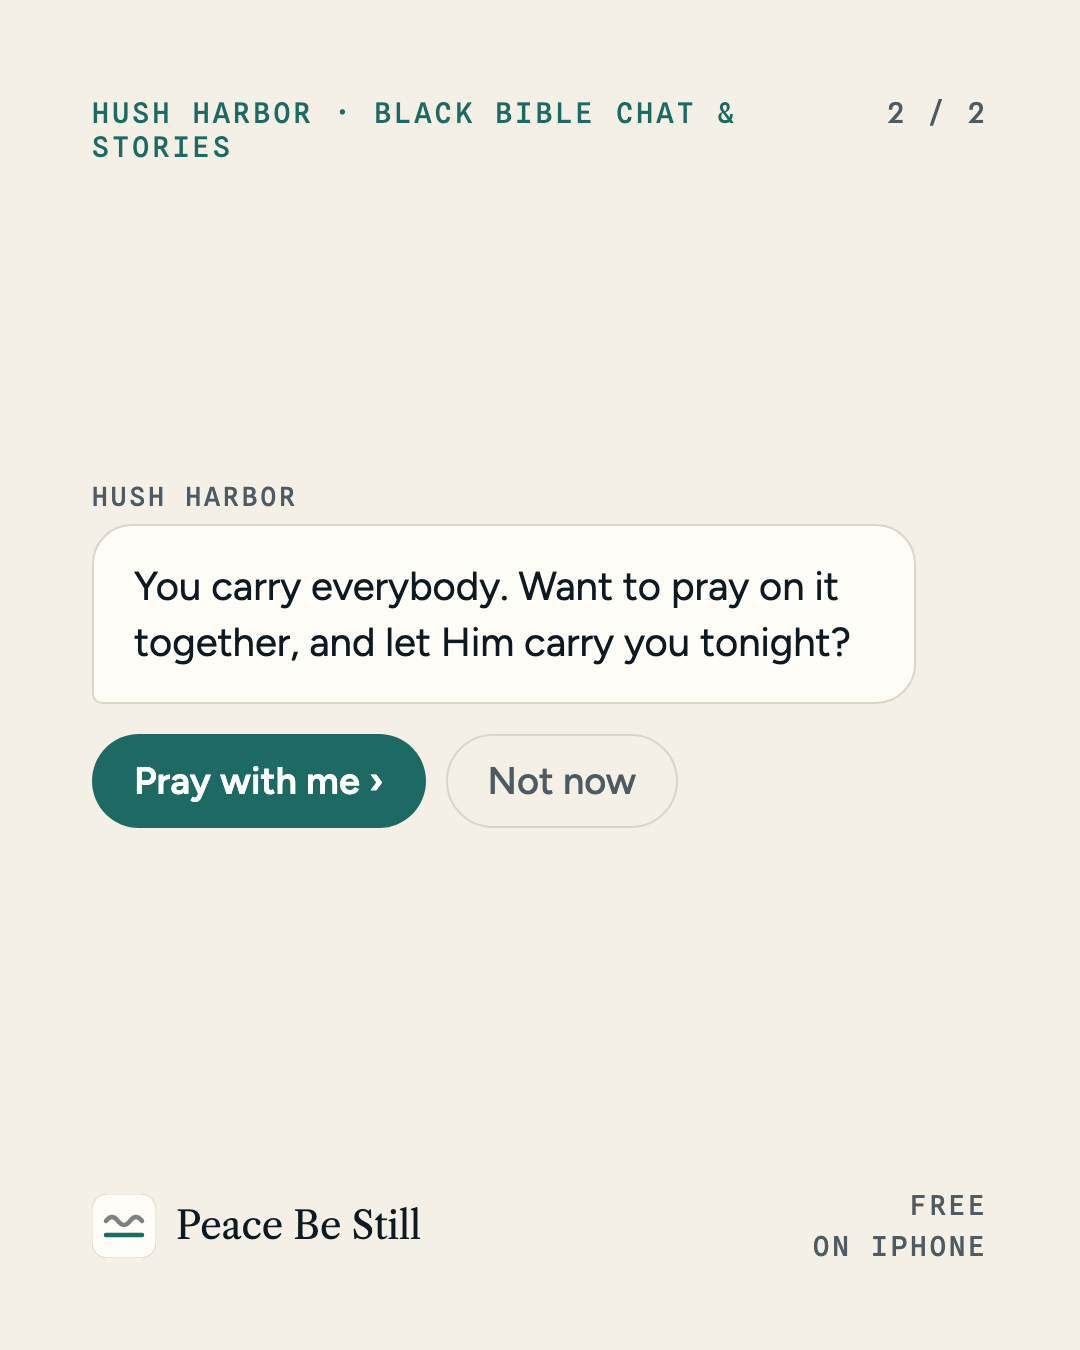 HUSH HARBOR · BLACK BIBLE CHAT &
STORIES
2 / 2
HUSH HARBOR
You carry everybody. Want to pray on it
together, and let Him carry you tonight?
Pray with me ›
Not now
Peace Be Still
FREE
ON IPHONE